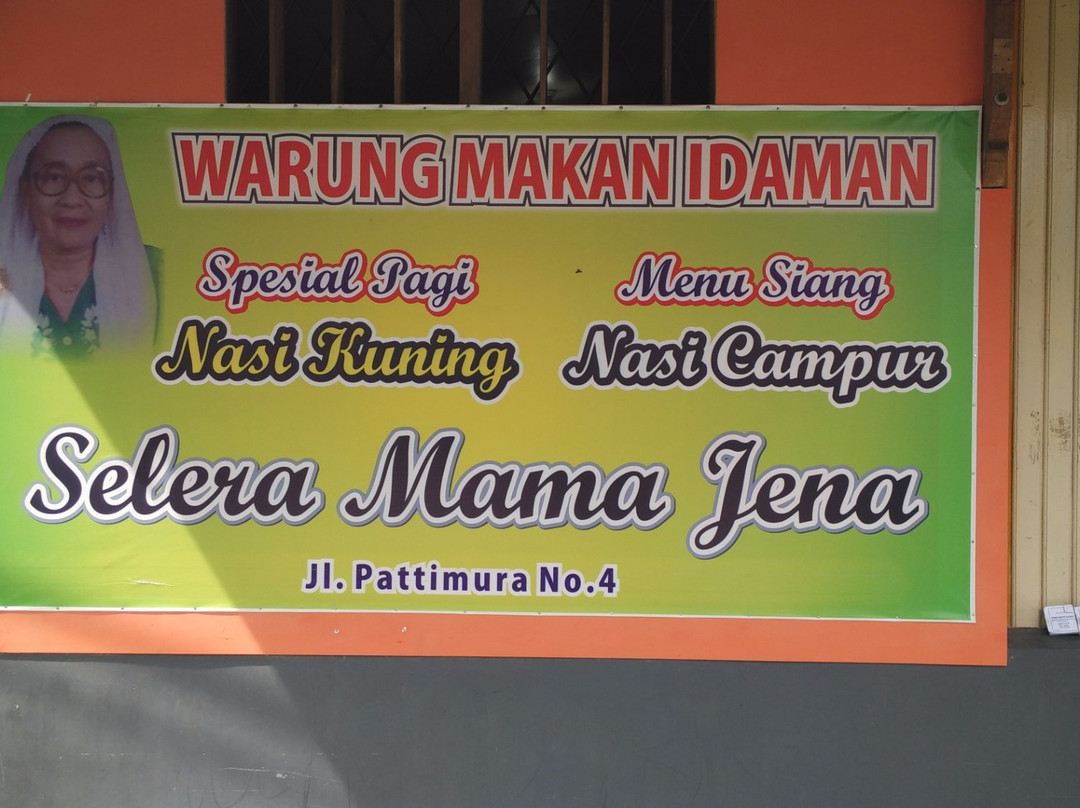 WARUNG MAKAN IDAMAN
Spesial Pagi
Nasi Kuning
Menu Siang
Nasi Campur
Selera Mama Jena
Jl. Pattimura No.4